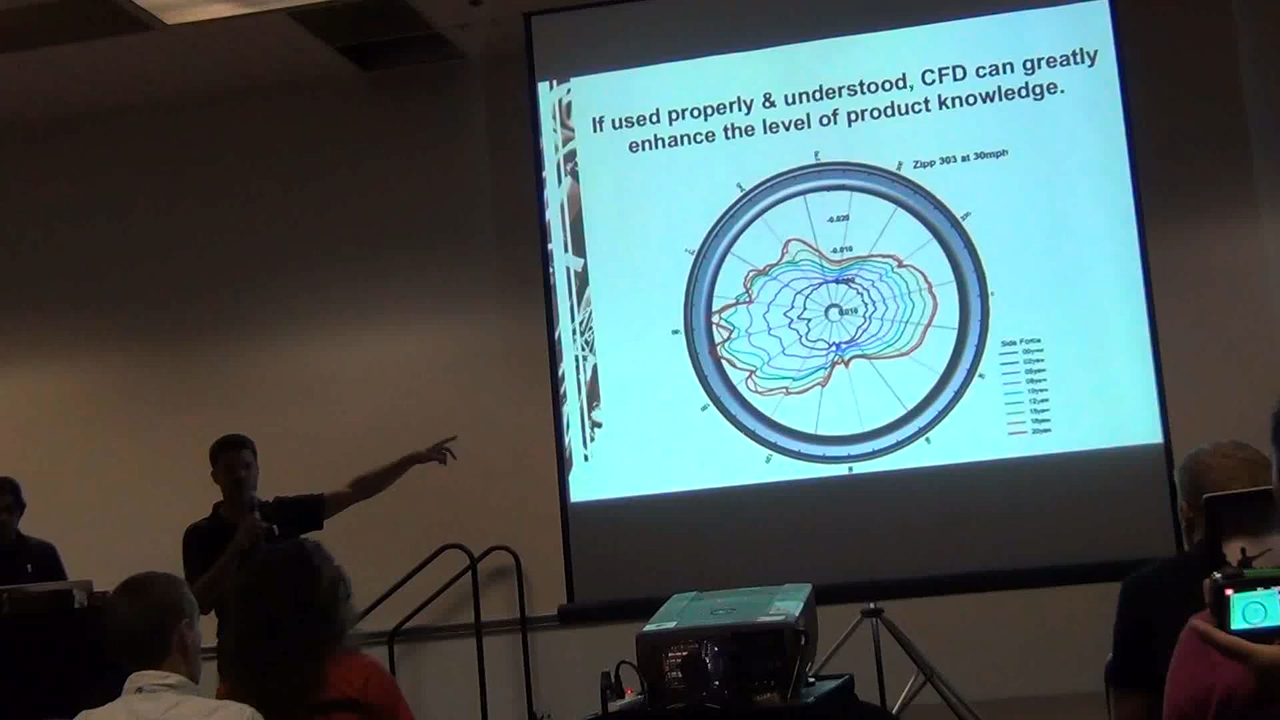 If used properly & understood, CFD can greatly
enhance the level of product knowledge.
Zipp 303 at 30mph
-0.020
-0.010
0.010
Side Force
00yaw
02yaw
05yaw
08yaw
10yaw
12yaw
15yaw
18yaw
20yaw